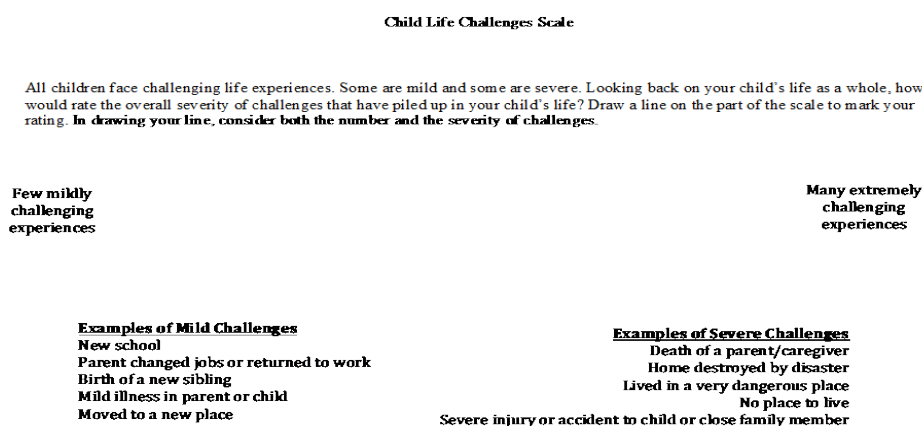 Child Life Challenges Scale
All children face challenging life experiences. Some are mild and some are severe. Looking back on your child's life as a whole, how
would rate the overall severity of challenges that have piled up in your child's life? Draw a line on the part of the scale to mark your
rating. In drawing your line, consider both the number and the severity of challenges.
Few mildly
challenging
experiences
Many extremely
challenging
experiences
Examples of Mild Challenges
New school
Parent changed jobs or returned to work
Birth of a new sibling
Mild illness in parent or child
Moved to a new place
Examples of Severe Challenges
Death of a parent/caregiver
Home destroyed by disaster
Lived in a very dangerous place
No place to live
Severe injury or accident to child or close family member